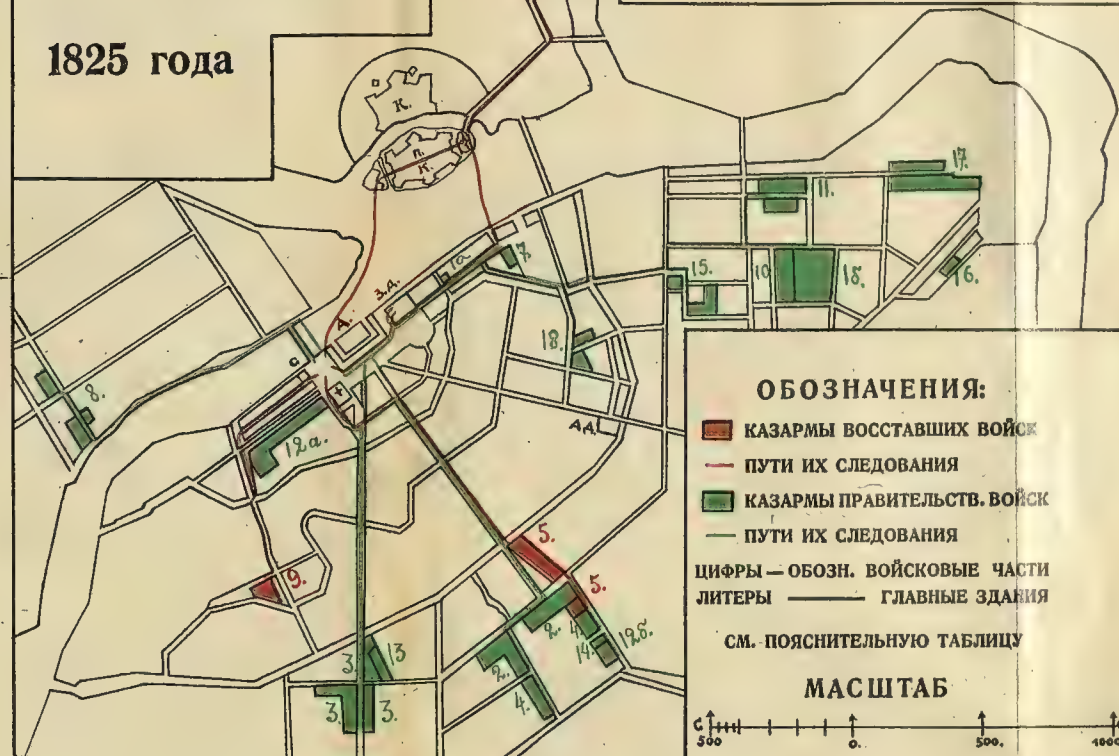 1825 года
К.
П.
К.
17.
11.
1а
7
З.Д.
15.
10
1б.
16.
А.
18.
С
8.
+
А.Д.
12а.
5.
9.
5.
2.
4.
12б.
14.
3.
13
2.
3.
3.
4.
ОБОЗНАЧЕНИЯ:
КАЗАРМЫ ВОССТАВШИХ ВОЙСК
ПУТИ ИХ СЛЕДОВАНИЯ
КАЗАРМЫ ПРАВИТЕЛЬСТВ. ВОЙСК
ПУТИ ИХ СЛЕДОВАНИЯ
ЦИФРЫ — ОБОЗН. ВОЙСКОВЫЕ ЧАСТИ
ЛИТЕРЫ —— ГЛАВНЫЕ ЗДАНИЯ
СМ. ПОЯСНИТЕЛЬНУЮ ТАБЛИЦУ
МАСШТАБ
С
500 0. 500. 1000